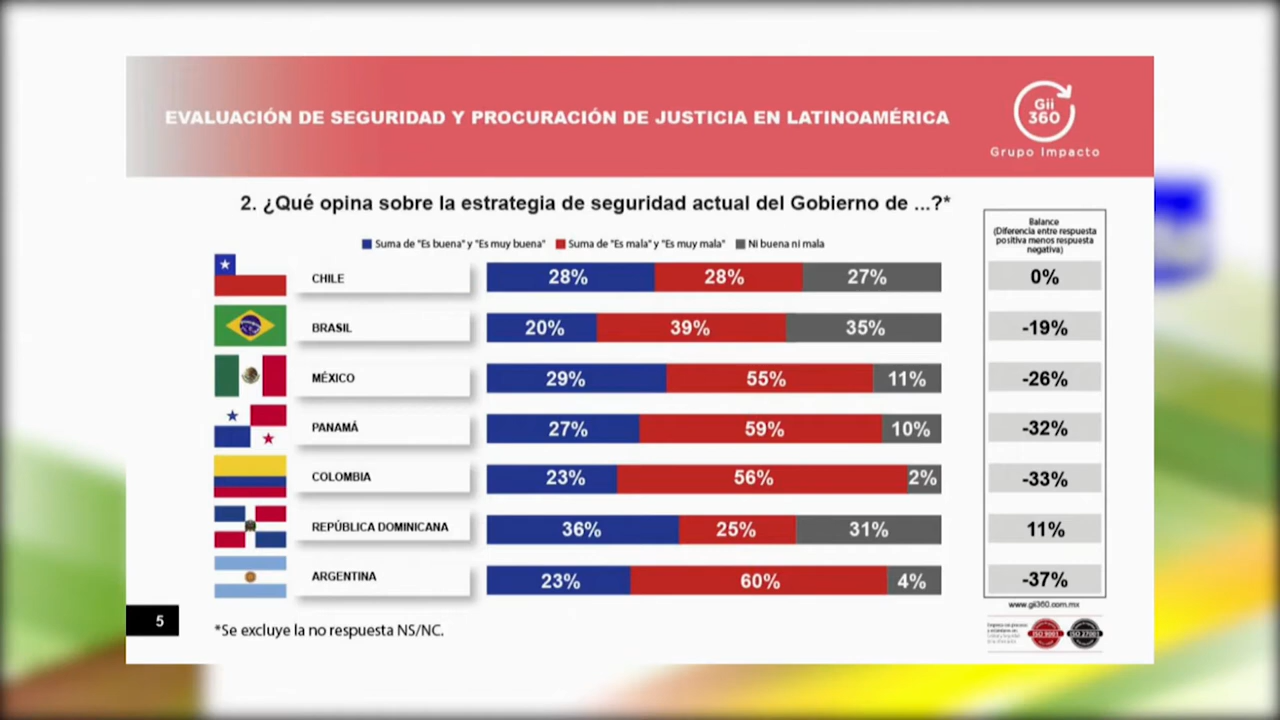 EVALUACIÓN DE SEGURIDAD Y PROCURACIÓN DE JUSTICIA EN LATINOAMÉRICA
Gii
360
Grupo Impacto
2. ¿Qué opina sobre la estrategia de seguridad actual del Gobierno de ...?*
Balance
(Diferencia entre respuesta
positiva menos respuesta
negativa)
Suma de "Es buena" y "Es muy buena" Suma de "Es mala" y "Es muy mala" Ni buena ni mala
CHILE 28% 28% 27% 0%
BRASIL 20% 39% 35% -19%
MÉXICO 29% 55% 11% -26%
PANAMÁ 27% 59% 10% -32%
COLOMBIA 23% 56% 2% -33%
REPÚBLICA DOMINICANA 36% 25% 31% 11%
ARGENTINA 23% 60% 4% -37%
www.gii360.com.mx
5
*Se excluye la no respuesta NS/NC.
ISO 9001 ISO 27001